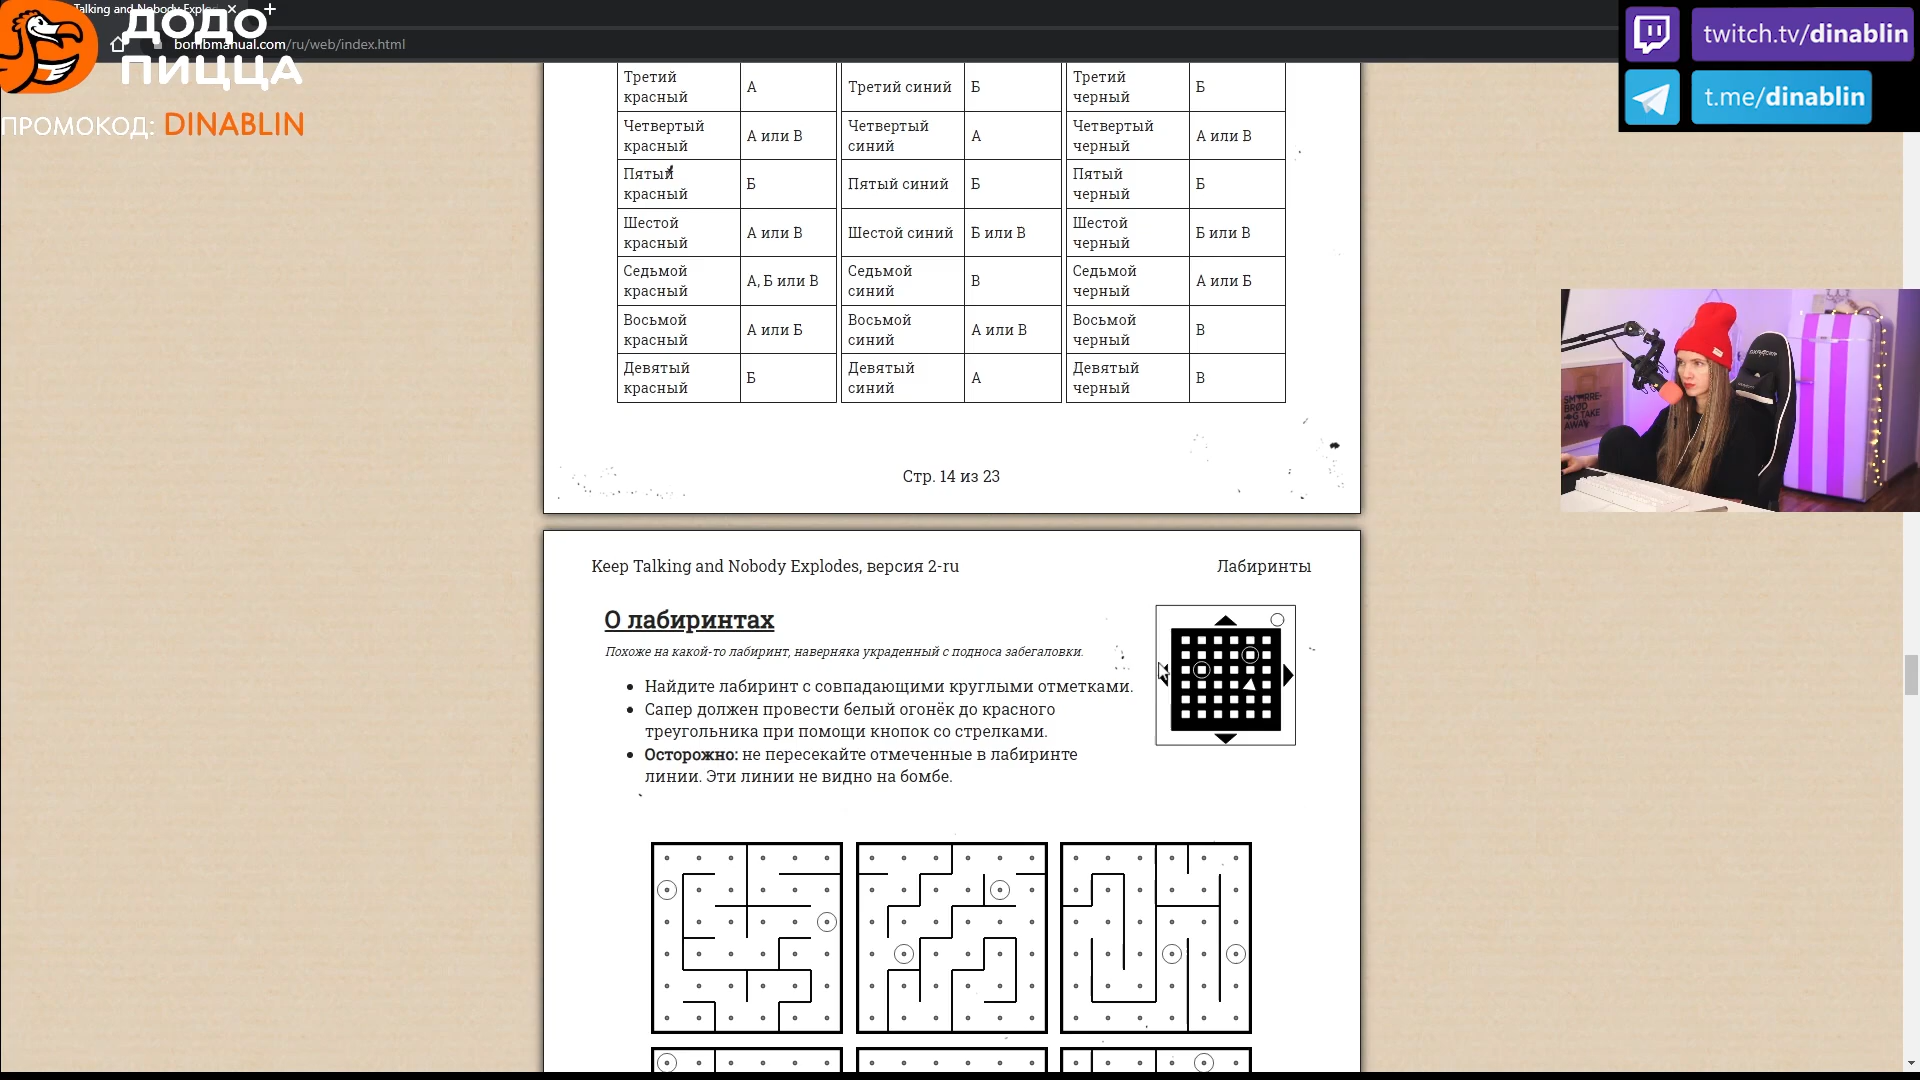 Talking and Nobody Explo
bombmanual.com/ru/web/index.html
ДОДО
ПИЦЦА
ПРОМОКОД: DINABLIN
twitch.tv/dinablin
t.me/dinablin
Третий красный А Третий синий Б Третий черный Б
Четвертый красный А или В Четвертый синий А Четвертый черный А или В
Пятый красный Б Пятый синий Б Пятый черный Б
Шестой красный А или В Шестой синий Б или В Шестой черный Б или В
Седьмой красный А, Б или В Седьмой синий В Седьмой черный А или Б
Восьмой красный А или Б Восьмой синий А или В Восьмой черный В
Девятый красный Б Девятый синий А Девятый черный В
Стр. 14 из 23
Keep Talking and Nobody Explodes, версия 2-ru Лабиринты
О лабиринтах
Похоже на какой-то лабиринт, наверняка украденный с подноса забегаловки.
Найдите лабиринт с совпадающими круглыми отметками.
Сапер должен провести белый огонёк до красного
треугольника при помощи кнопок со стрелками.
Осторожно: не пересекайте отмеченные в лабиринте
линии. Эти линии не видно на бомбе.